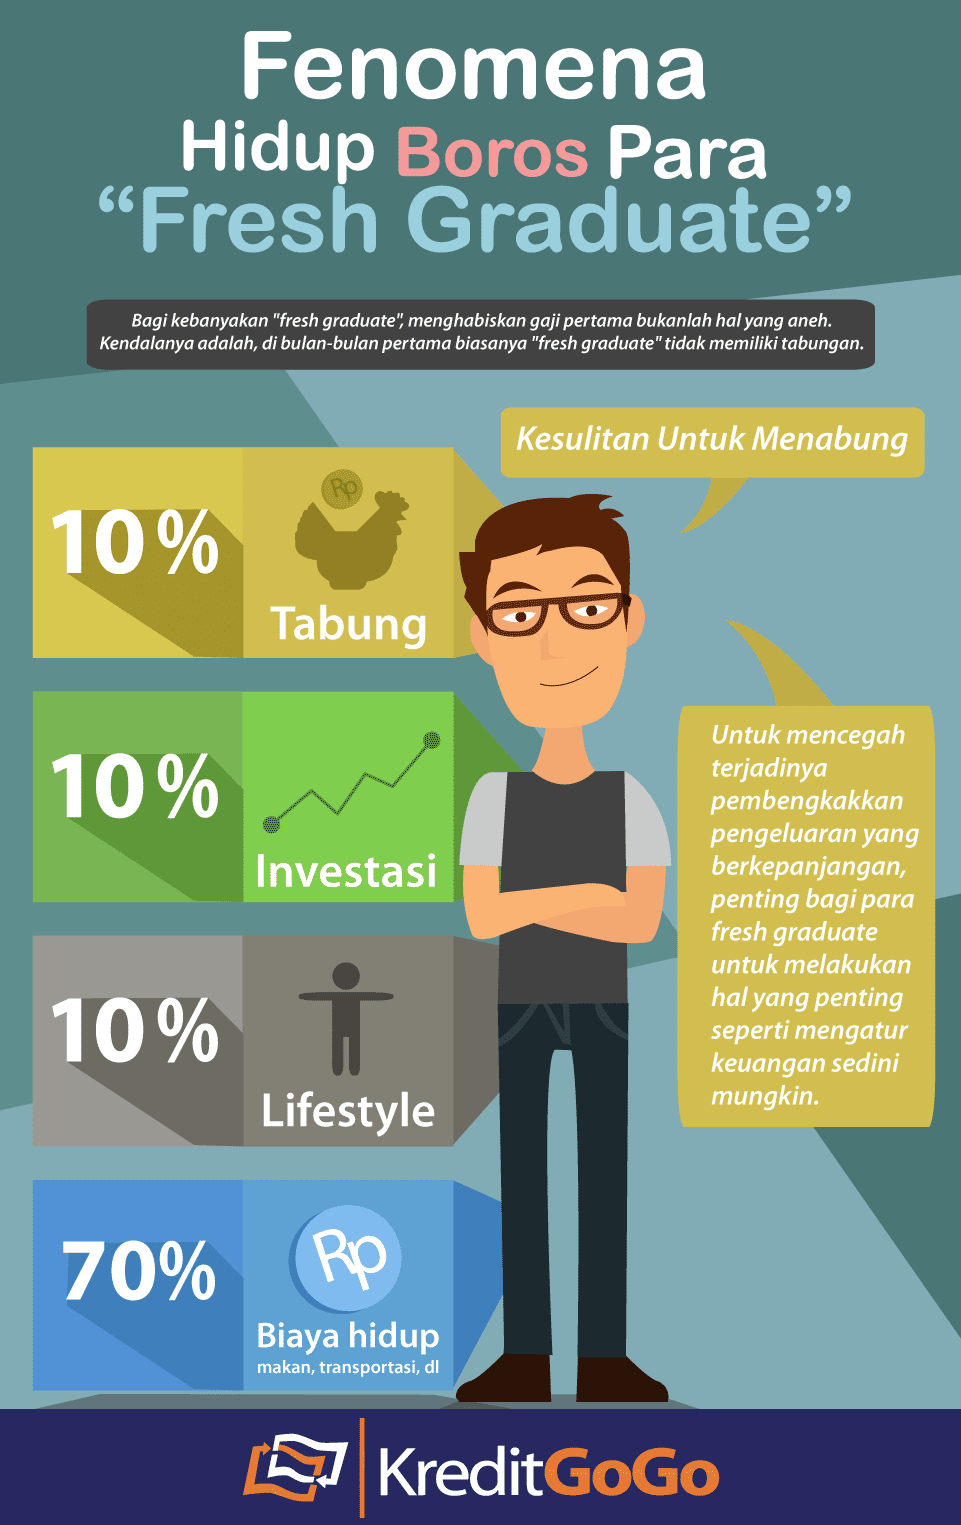 Fenomena
Hidup Boros Para
“Fresh Graduate”
Bagi kebanyakan "fresh graduate", menghabiskan gaji pertama bukanlah hal yang aneh.
Kendalanya adalah, di bulan-bulan pertama biasanya "fresh graduate" tidak memiliki tabungan.
Kesulitan Untuk Menabung
10 %
Rp
Tabung
10 %
Investasi
10 %
Lifestyle
70%
Rp
Biaya hidup
makan, transportasi, dl
Untuk mencegah
terjadinya
pembengkakkan
pengeluaran yang
berkepanjangan,
penting bagi para
fresh graduate
untuk melakukan
hal yang penting
seperti mengatur
keuangan sedini
mungkin.
KreditGoGo